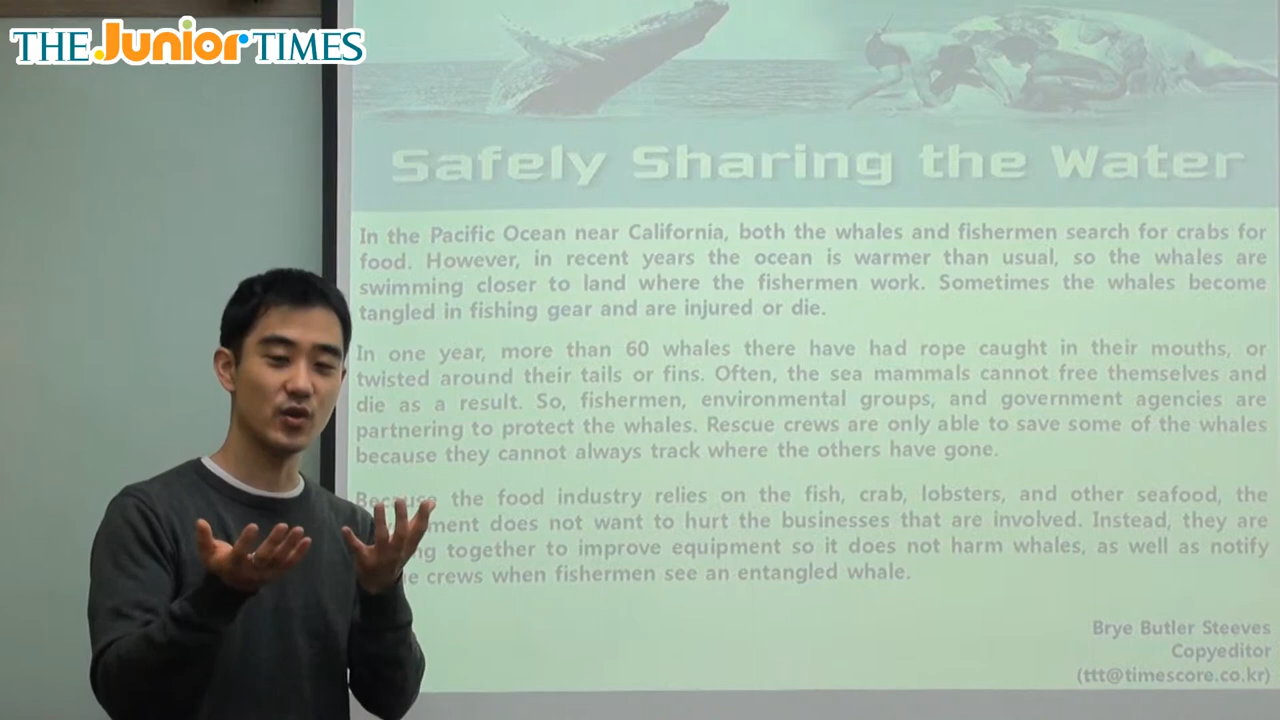 THE Junior TIMES
Safely Sharing the Water
In the Pacific Ocean near California, both the whales and fishermen search for crabs for
food. However, in recent years the ocean is warmer than usual, so the whales are
swimming closer to land where the fishermen work. Sometimes the whales become
tangled in fishing gear and are injured or die.
In one year, more than 60 whales there have had rope caught in their mouths, or
twisted around their tails or fins. Often, the sea mammals cannot free themselves and
die as a result. So, fishermen, environmental groups, and government agencies are
partnering to protect the whales. Rescue crews are only able to save some of the whales
because they cannot always track where the others have gone.
Because the food industry relies on the fish, crab, lobsters, and other seafood, the
does not want to hurt the businesses that are involved. Instead, they are
together to improve equipment so it does not harm whales, as well as notify
crews when fishermen see an entangled whale.
Brye Butler Steeves
Copyeditor
(ttt@timescore.co.kr)